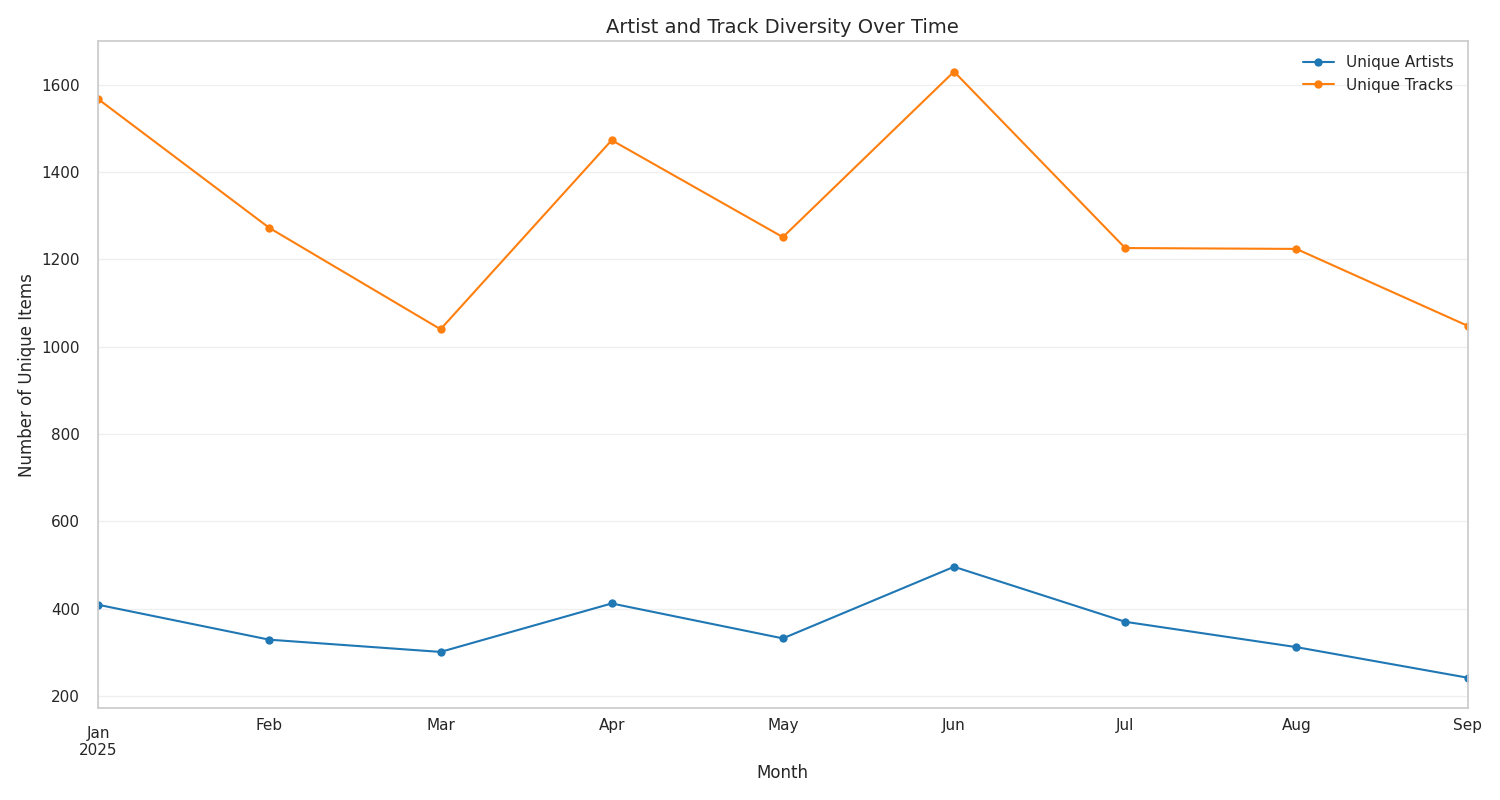 Artist and Track Diversity Over Time
Unique Artists
Unique Tracks
Number of Unique Items
1600
1400
1200
1000
800
600
400
200
Jan
2025
Feb
Mar
Apr
May
Jun
Jul
Aug
Sep
Month